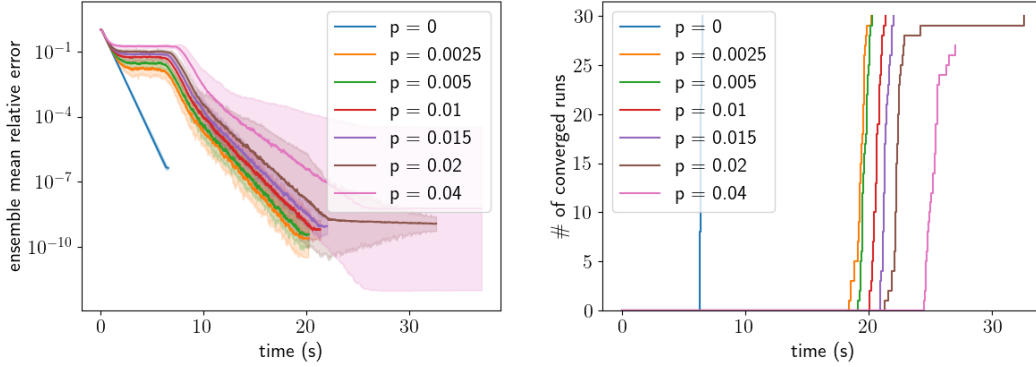 ensemble mean relative error
10⁻¹
10⁻⁴
10⁻⁷
10⁻¹⁰
0
10
20
30
time (s)
p = 0
p = 0.0025
p = 0.005
p = 0.01
p = 0.015
p = 0.02
p = 0.04
# of converged runs
30
25
20
15
10
5
0
0
10
20
30
time (s)
p = 0
p = 0.0025
p = 0.005
p = 0.01
p = 0.015
p = 0.02
p = 0.04